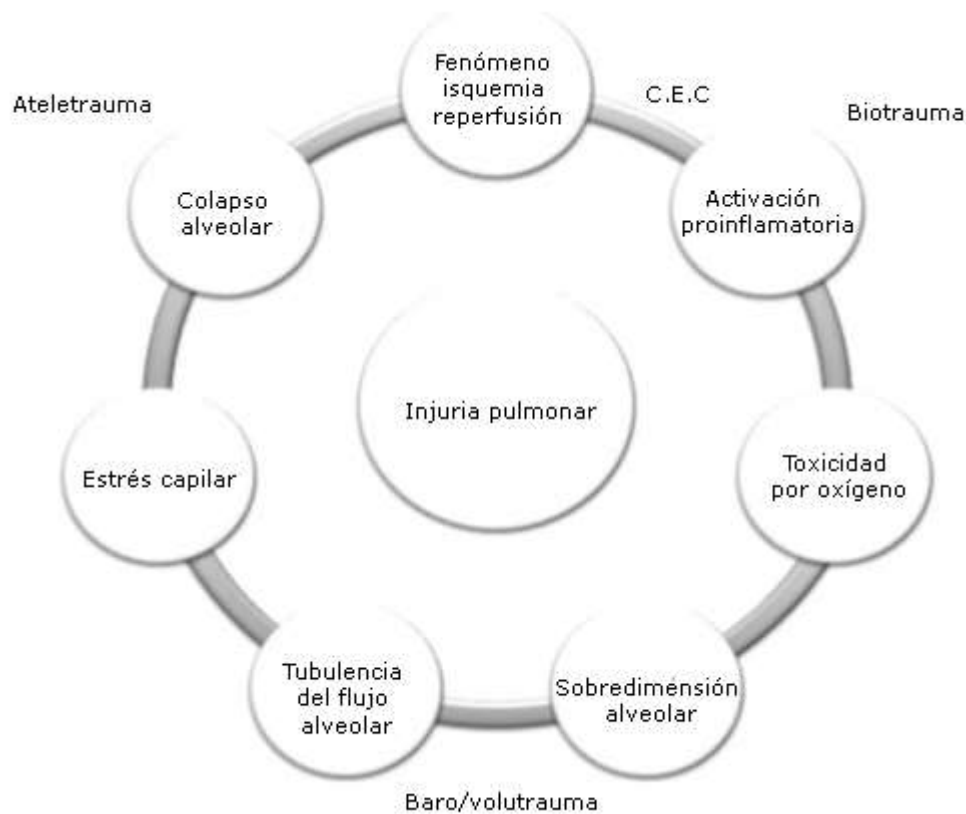 Fenómeno
isquemia
reperfusión
C.E.C
Ateletrauma
Biotrauma
Colapso
alveolar
Activación
proinflamatoria
Injuria pulmonar
Estrés capilar
Toxicidad
por oxígeno
Tubulencia
del flujo
alveolar
Sobrediménsión
alveolar
Baro/volutrauma